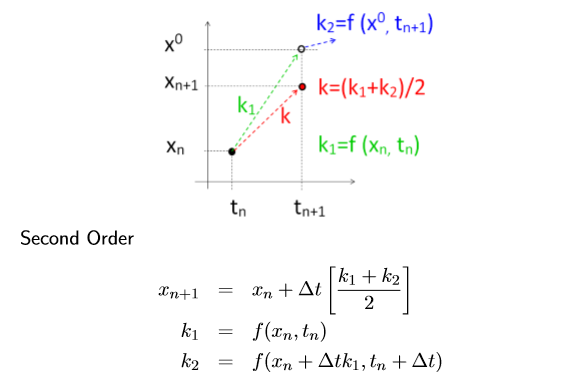 k₂=f (x⁰, tₙ₊₁)
x⁰
xₙ₊₁
k=(k₁+k₂)/2
k₁
k
xₙ
k₁=f (xₙ, tₙ)
tₙ tₙ₊₁
Second Order
xₙ₊₁ = xₙ + Δt [(k₁ + k₂)/2]
k₁ = f(xₙ, tₙ)
k₂ = f(xₙ + Δtk₁, tₙ + Δt)